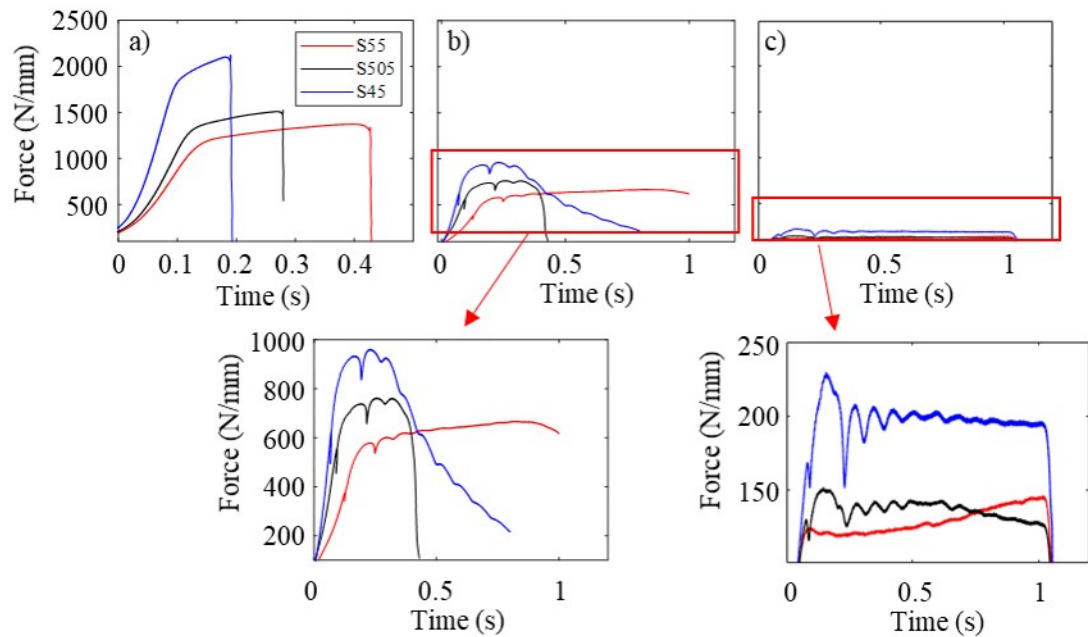 a)
b)
c)
2500
2000
1500
1000
500
S55
S505
S45
Force (N/mm)
0 0.1 0.2 0.3 0.4
0 0.5 1
0 0.5 1
Time (s)
Time (s)
Time (s)
1000
800
600
400
200
Force (N/mm)
0 0.5 1
Time (s)
250
200
150
Force (N/mm)
0 0.5 1
Time (s)